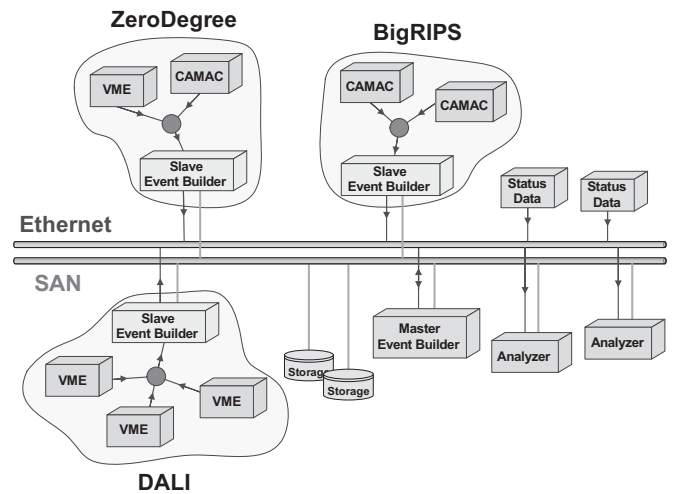 ZeroDegree
BigRIPS
VME
CAMAC
CAMAC
CAMAC
Slave
Event Builder
Slave
Event Builder
Status
Data
Status
Data
Ethernet
SAN
Slave
Event Builder
Master
Event Builder
Analyzer
Analyzer
Storage
Storage
VME
VME
VME
DALI